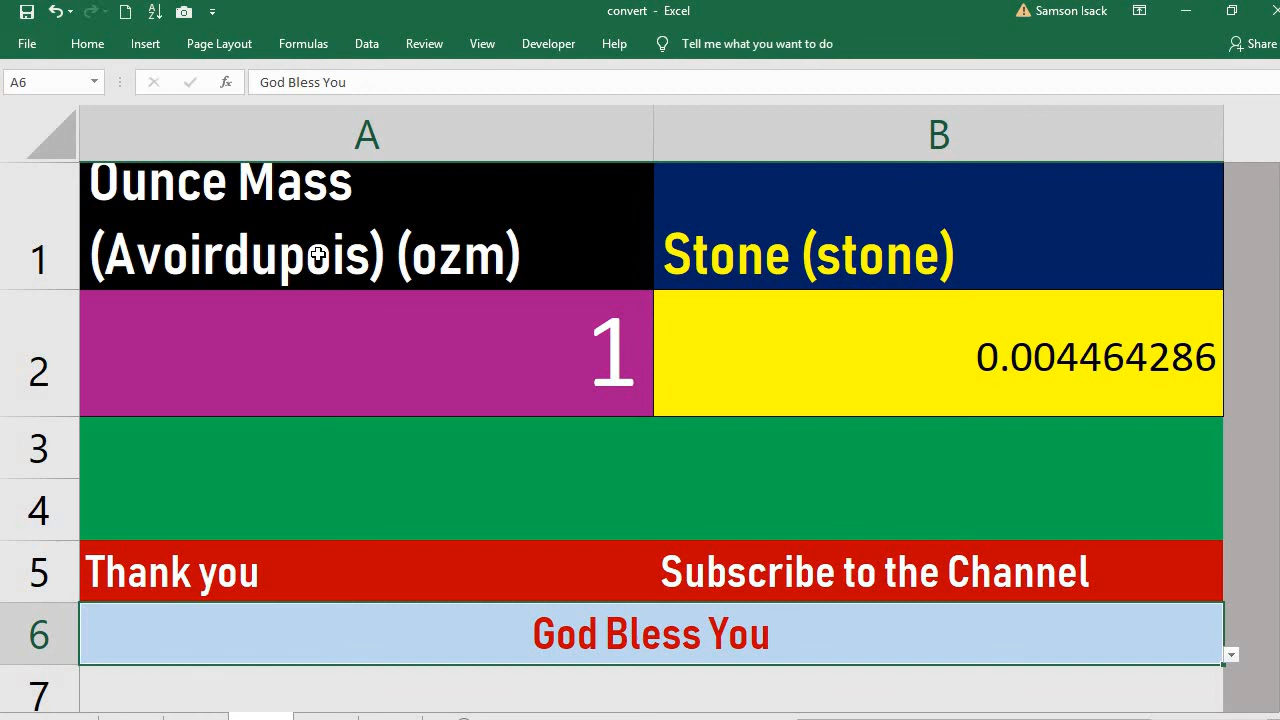 convert - Excel
Samson Isack
File Home Insert Page Layout Formulas Data Review View Developer Help Tell me what you want to do Share
A6 fx God Bless You
A B
1 Ounce Mass
(Avoirdupois) (ozm) Stone (stone)
2 1 0.004464286
3
4
5 Thank you Subscribe to the Channel
6 God Bless You
7